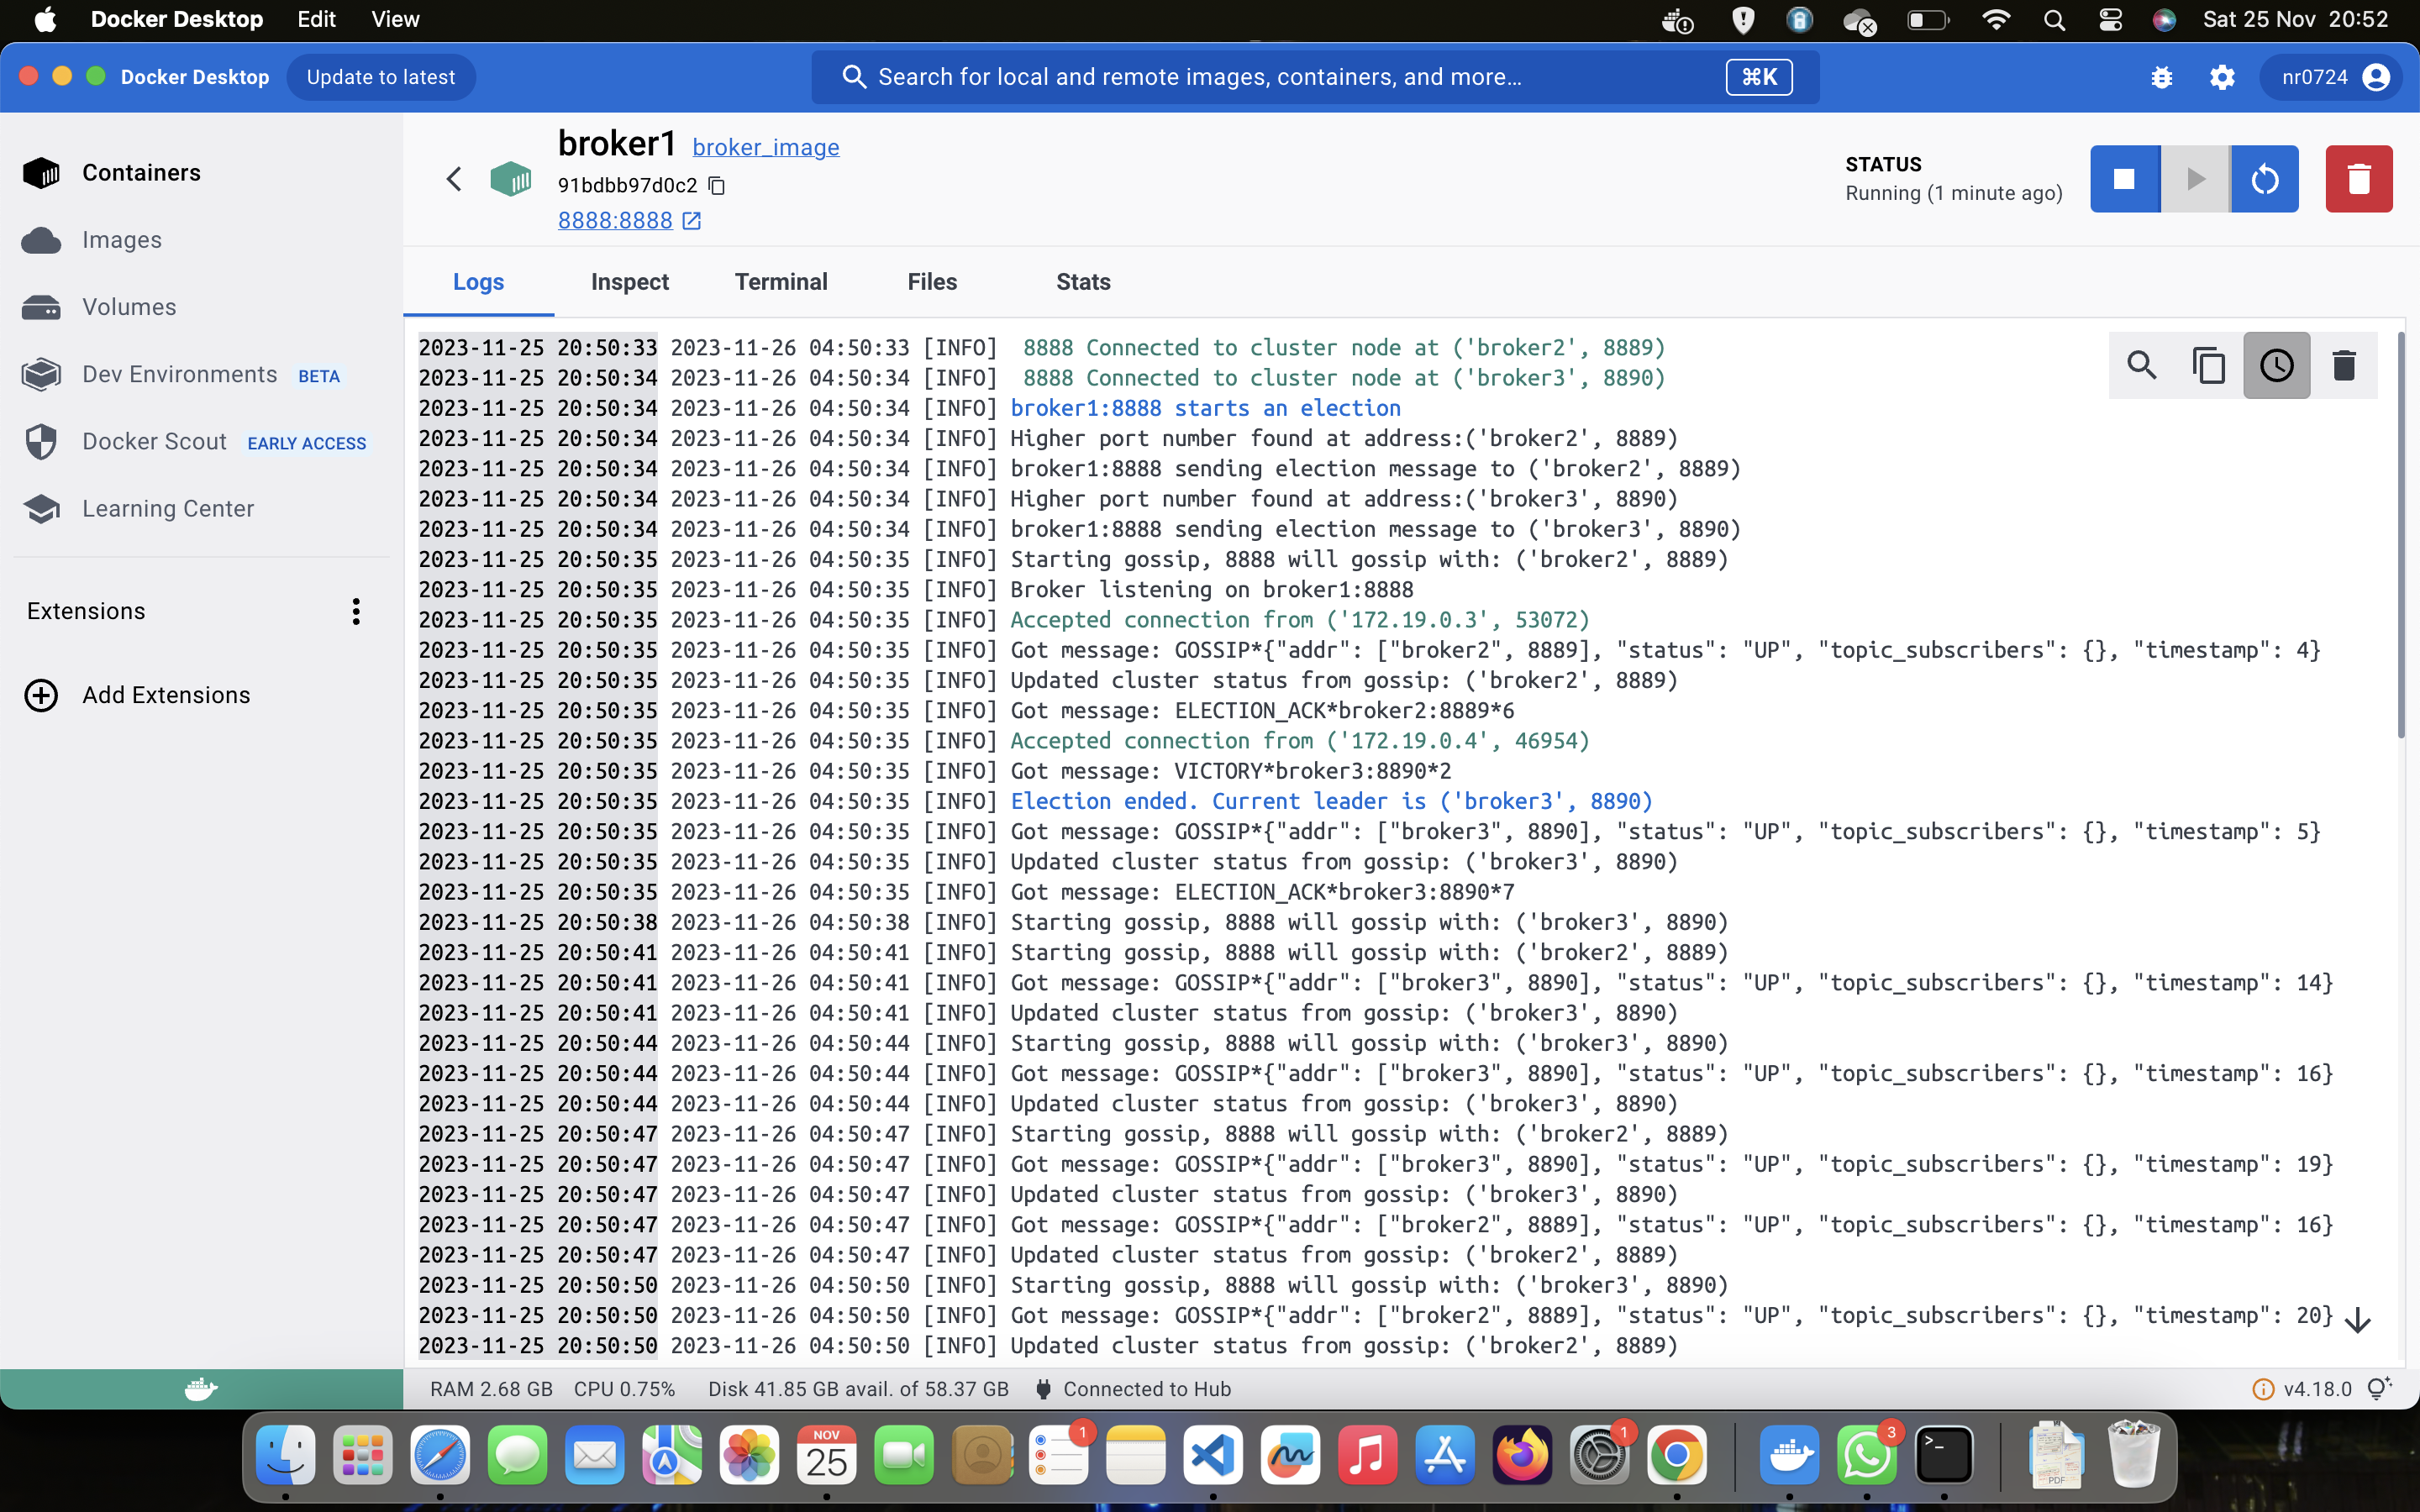 Docker Desktop Edit View Sat 25 Nov 20:52
Docker Desktop Update to latest Search for local and remote images, containers, and more... ⌘K nr0724
Containers
Images
Volumes
Dev Environments BETA
Docker Scout EARLY ACCESS
Learning Center
Extensions
Add Extensions
broker1 broker_image
91bdbb97d0c2
8888:8888
STATUS
Running (1 minute ago)
Logs Inspect Terminal Files Stats
2023-11-25 20:50:33 2023-11-26 04:50:33 [INFO]  8888 Connected to cluster node at ('broker2', 8889)
2023-11-25 20:50:34 2023-11-26 04:50:34 [INFO]  8888 Connected to cluster node at ('broker3', 8890)
2023-11-25 20:50:34 2023-11-26 04:50:34 [INFO] broker1:8888 starts an election
2023-11-25 20:50:34 2023-11-26 04:50:34 [INFO] Higher port number found at address:('broker2', 8889)
2023-11-25 20:50:34 2023-11-26 04:50:34 [INFO] broker1:8888 sending election message to ('broker2', 8889)
2023-11-25 20:50:34 2023-11-26 04:50:34 [INFO] Higher port number found at address:('broker3', 8890)
2023-11-25 20:50:34 2023-11-26 04:50:34 [INFO] broker1:8888 sending election message to ('broker3', 8890)
2023-11-25 20:50:35 2023-11-26 04:50:35 [INFO] Starting gossip, 8888 will gossip with: ('broker2', 8889)
2023-11-25 20:50:35 2023-11-26 04:50:35 [INFO] Broker listening on broker1:8888
2023-11-25 20:50:35 2023-11-26 04:50:35 [INFO] Accepted connection from ('172.19.0.3', 53072)
2023-11-25 20:50:35 2023-11-26 04:50:35 [INFO] Got message: GOSSIP*{"addr": ["broker2", 8889], "status": "UP", "topic_subscribers": {}, "timestamp": 4}
2023-11-25 20:50:35 2023-11-26 04:50:35 [INFO] Updated cluster status from gossip: ('broker2', 8889)
2023-11-25 20:50:35 2023-11-26 04:50:35 [INFO] Got message: ELECTION_ACK*broker2:8889*6
2023-11-25 20:50:35 2023-11-26 04:50:35 [INFO] Accepted connection from ('172.19.0.4', 46954)
2023-11-25 20:50:35 2023-11-26 04:50:35 [INFO] Got message: VICTORY*broker3:8890*2
2023-11-25 20:50:35 2023-11-26 04:50:35 [INFO] Election ended. Current leader is ('broker3', 8890)
2023-11-25 20:50:35 2023-11-26 04:50:35 [INFO] Got message: GOSSIP*{"addr": ["broker3", 8890], "status": "UP", "topic_subscribers": {}, "timestamp": 5}
2023-11-25 20:50:35 2023-11-26 04:50:35 [INFO] Updated cluster status from gossip: ('broker3', 8890)
2023-11-25 20:50:35 2023-11-26 04:50:35 [INFO] Got message: ELECTION_ACK*broker3:8890*7
2023-11-25 20:50:38 2023-11-26 04:50:38 [INFO] Starting gossip, 8888 will gossip with: ('broker3', 8890)
2023-11-25 20:50:41 2023-11-26 04:50:41 [INFO] Starting gossip, 8888 will gossip with: ('broker2', 8889)
2023-11-25 20:50:41 2023-11-26 04:50:41 [INFO] Got message: GOSSIP*{"addr": ["broker3", 8890], "status": "UP", "topic_subscribers": {}, "timestamp": 14}
2023-11-25 20:50:41 2023-11-26 04:50:41 [INFO] Updated cluster status from gossip: ('broker3', 8890)
2023-11-25 20:50:44 2023-11-26 04:50:44 [INFO] Starting gossip, 8888 will gossip with: ('broker3', 8890)
2023-11-25 20:50:44 2023-11-26 04:50:44 [INFO] Got message: GOSSIP*{"addr": ["broker3", 8890], "status": "UP", "topic_subscribers": {}, "timestamp": 16}
2023-11-25 20:50:44 2023-11-26 04:50:44 [INFO] Updated cluster status from gossip: ('broker3', 8890)
2023-11-25 20:50:47 2023-11-26 04:50:47 [INFO] Starting gossip, 8888 will gossip with: ('broker2', 8889)
2023-11-25 20:50:47 2023-11-26 04:50:47 [INFO] Got message: GOSSIP*{"addr": ["broker3", 8890], "status": "UP", "topic_subscribers": {}, "timestamp": 19}
2023-11-25 20:50:47 2023-11-26 04:50:47 [INFO] Updated cluster status from gossip: ('broker3', 8890)
2023-11-25 20:50:47 2023-11-26 04:50:47 [INFO] Got message: GOSSIP*{"addr": ["broker2", 8889], "status": "UP", "topic_subscribers": {}, "timestamp": 16}
2023-11-25 20:50:47 2023-11-26 04:50:47 [INFO] Updated cluster status from gossip: ('broker2', 8889)
2023-11-25 20:50:50 2023-11-26 04:50:50 [INFO] Starting gossip, 8888 will gossip with: ('broker3', 8890)
2023-11-25 20:50:50 2023-11-26 04:50:50 [INFO] Got message: GOSSIP*{"addr": ["broker2", 8889], "status": "UP", "topic_subscribers": {}, "timestamp": 20}
2023-11-25 20:50:50 2023-11-26 04:50:50 [INFO] Updated cluster status from gossip: ('broker2', 8889)
RAM 2.68 GB CPU 0.75% Disk 41.85 GB avail. of 58.37 GB Connected to Hub v4.18.0
NOV
25
1
1
3
>_
PDF